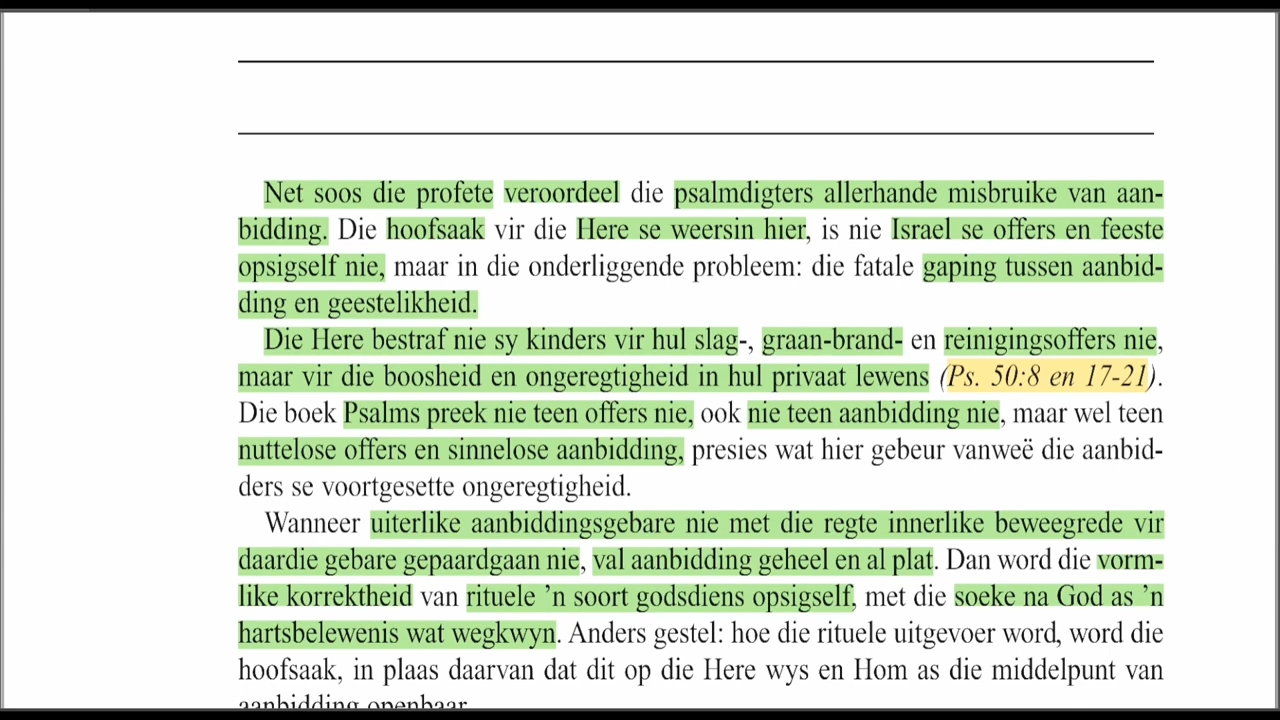 Net soos die profete veroordeel die psalmdigters allerhande misbruike van aan-
bidding. Die hoofsaak vir die Here se weersin hier, is nie Israel se offers en feeste
opsigself nie, maar in die onderliggende probleem: die fatale gaping tussen aanbid-
ding en geestelikheid.
Die Here bestraf nie sy kinders vir hul slag-, graan-brand- en reinigingsoffers nie,
maar vir die boosheid en ongeregtigheid in hul privaat lewens (Ps. 50:8 en 17-21).
Die boek Psalms preek nie teen offers nie, ook nie teen aanbidding nie, maar wel teen
nuttelose offers en sinnelose aanbidding, presies wat hier gebeur vanweë die aanbid-
ders se voortgesette ongeregtigheid.
Wanneer uiterlike aanbiddingsgebare nie met die regte innerlike beweegrede vir
daardie gebare gepaardgaan nie, val aanbidding geheel en al plat. Dan word die vorm-
like korrektheid van rituele ’n soort godsdiens opsigself, met die soeke na God as ’n
hartsbelewenis wat wegkwyn. Anders gestel: hoe die rituele uitgevoer word, word die
hoofsaak, in plaas daarvan dat dit op die Here wys en Hom as die middelpunt van
aanbidding openbaar.